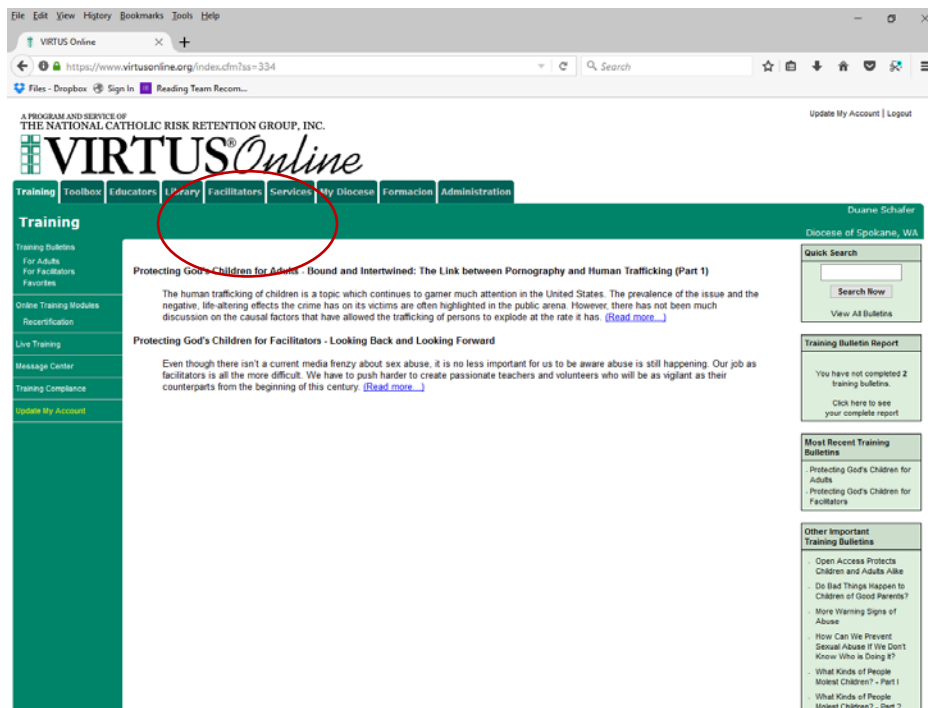 File Edit View History Bookmarks Tools Help
VIRTUS Online
https://www.virtusonline.org/index.cfm?ss=334
Search
Files - Dropbox Sign In Reading Team Recom...
A PROGRAM AND SERVICE OF
THE NATIONAL CATHOLIC RISK RETENTION GROUP, INC.
VIRTUS® Online
Update My Account | Logout
Training Toolbox Educators Library Facilitators Services My Diocese Formacion Administration
Training
Duane Schafer
Diocese of Spokane, WA
Training Bulletins
For Adults
For Facilitators
Favorites
Online Training Modules
Recertification
Live Training
Message Center
Training Compliance
Update My Account
Protecting God's Children for Adults - Bound and Intertwined: The Link between Pornography and Human Trafficking (Part 1)
The human trafficking of children is a topic which continues to garner much attention in the United States. The prevalence of the issue and the
negative, life-altering effects the crime has on its victims are often highlighted in the public arena. However, there has not been much
discussion on the causal factors that have allowed the trafficking of persons to explode at the rate it has. (Read more...)
Protecting God's Children for Facilitators - Looking Back and Looking Forward
Even though there isn't a current media frenzy about sex abuse, it is no less important for us to be aware abuse is still happening. Our job as
facilitators is all the more difficult. We have to push harder to create passionate teachers and volunteers who will be as vigilant as their
counterparts from the beginning of this century. (Read more...)
Quick Search
Search Now
View All Bulletins
Training Bulletin Report
You have not completed 2
training bulletins.
Click here to see
your complete report
Most Recent Training
Bulletins
- Protecting God's Children for
Adults
- Protecting God's Children for
Facilitators
Other Important
Training Bulletins
- Open Access Protects
Children and Adults Alike
- Do Bad Things Happen to
Children of Good Parents?
- More Warning Signs of
Abuse
- How Can We Prevent
Sexual Abuse If We Don't
Know Who is Doing It?
- What Kinds of People
Molest Children? - Part I
- What Kinds of People
Molest Children? - Part 2